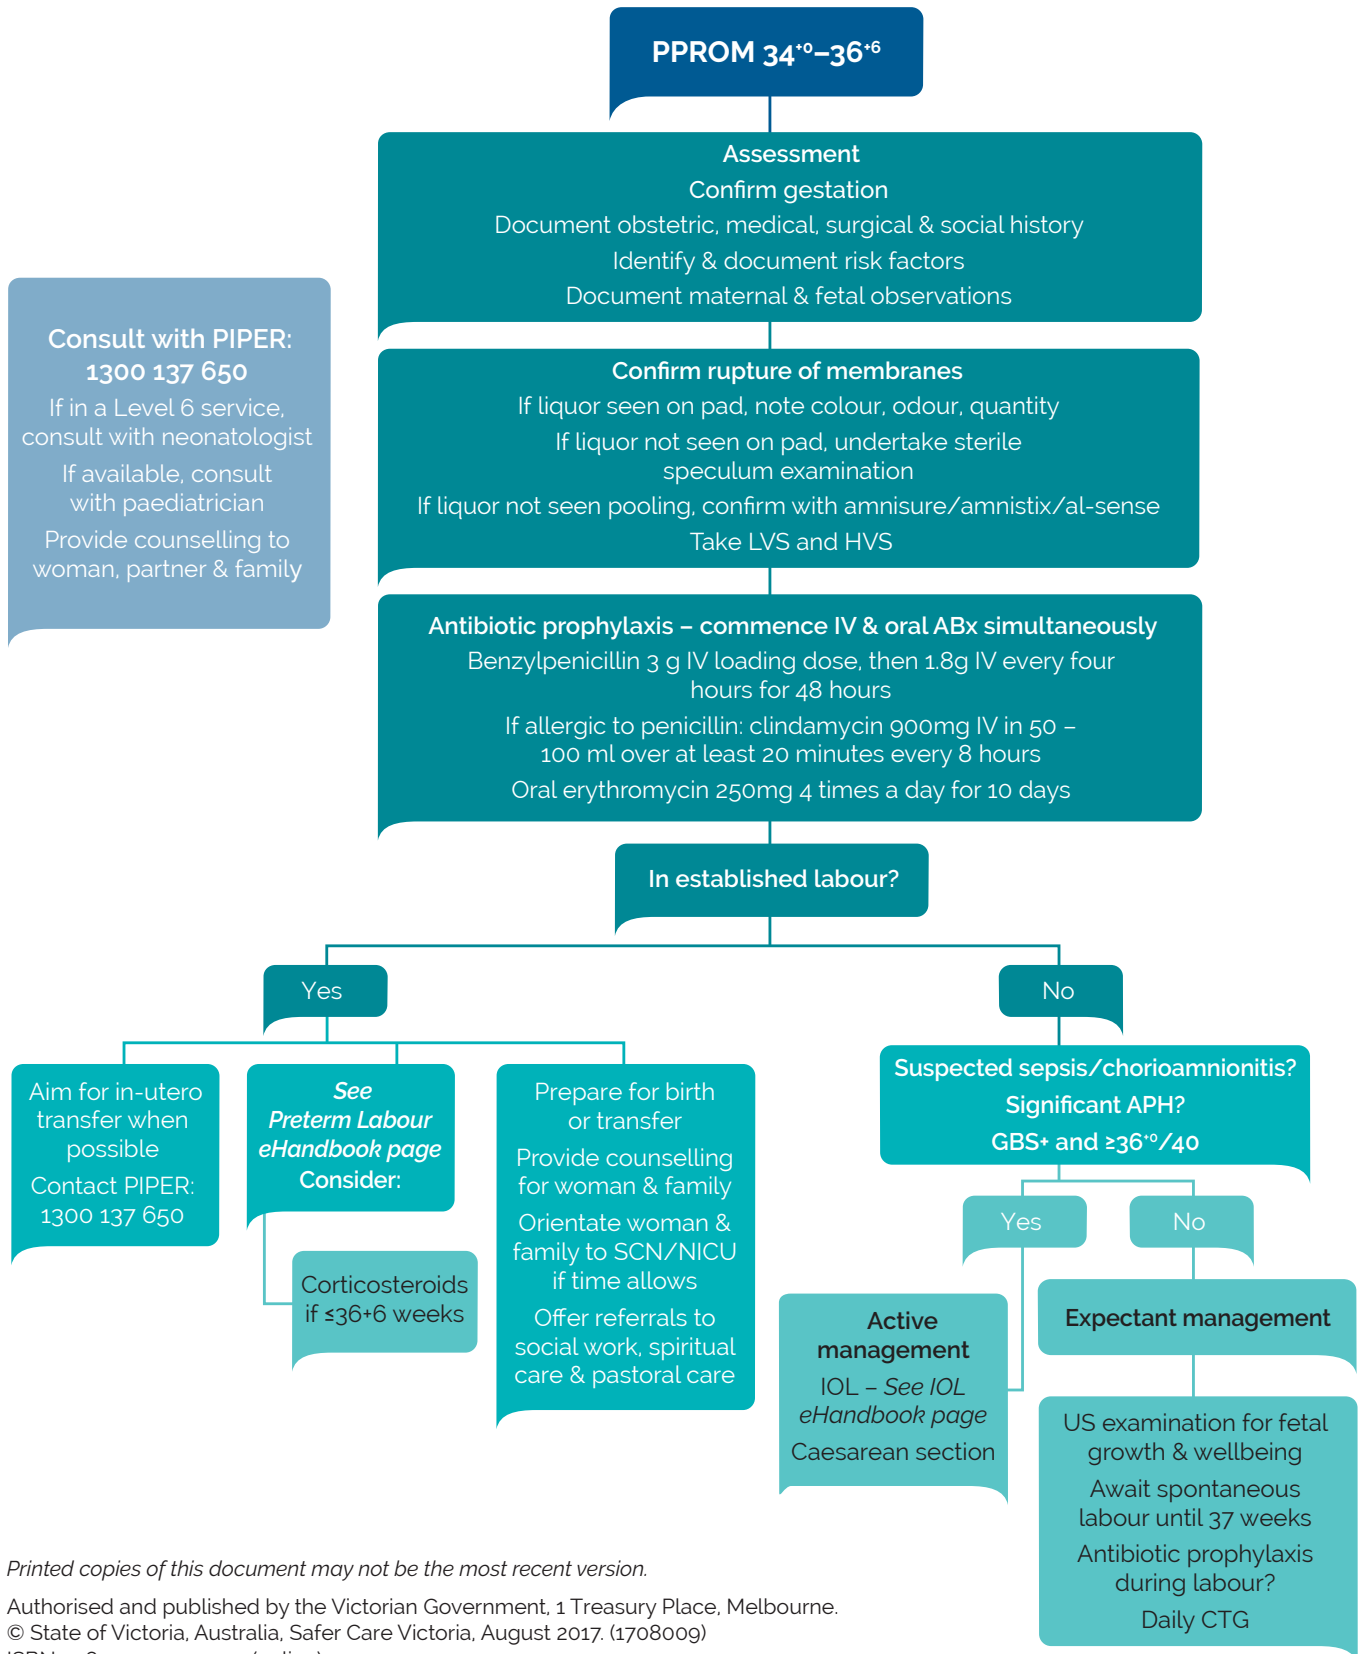 PPROM 34⁺⁰–36⁺⁶
Assessment
Confirm gestation
Document obstetric, medical, surgical & social history
Identify & document risk factors
Document maternal & fetal observations
Consult with PIPER:
1300 137 650
If in a Level 6 service,
consult with neonatologist
If available, consult
with paediatrician
Provide counselling to
woman, partner & family
Confirm rupture of membranes
If liquor seen on pad, note colour, odour, quantity
If liquor not seen on pad, undertake sterile
speculum examination
If liquor not seen pooling, confirm with amnisure/amnistix/al-sense
Take LVS and HVS
Antibiotic prophylaxis – commence IV & oral ABx simultaneously
Benzylpenicillin 3 g IV loading dose, then 1.8g IV every four
hours for 48 hours
If allergic to penicillin: clindamycin 900mg IV in 50 –
100 ml over at least 20 minutes every 8 hours
Oral erythromycin 250mg 4 times a day for 10 days
In established labour?
Yes
No
Aim for in-utero
transfer when
possible
Contact PIPER:
1300 137 650
See
Preterm Labour
eHandbook page
Consider:
Corticosteroids
if ≤36+6 weeks
Prepare for birth
or transfer
Provide counselling
for woman & family
Orientate woman &
family to SCN/NICU
if time allows
Offer referrals to
social work, spiritual
care & pastoral care
Suspected sepsis/chorioamnionitis?
Significant APH?
GBS+ and ≥36⁺⁰/40
Yes
No
Active
management
IOL – See IOL
eHandbook page
Caesarean section
Expectant management
US examination for fetal
growth & wellbeing
Await spontaneous
labour until 37 weeks
Antibiotic prophylaxis
during labour?
Daily CTG
Printed copies of this document may not be the most recent version.
Authorised and published by the Victorian Government, 1 Treasury Place, Melbourne.
© State of Victoria, Australia, Safer Care Victoria, August 2017. (1708009)